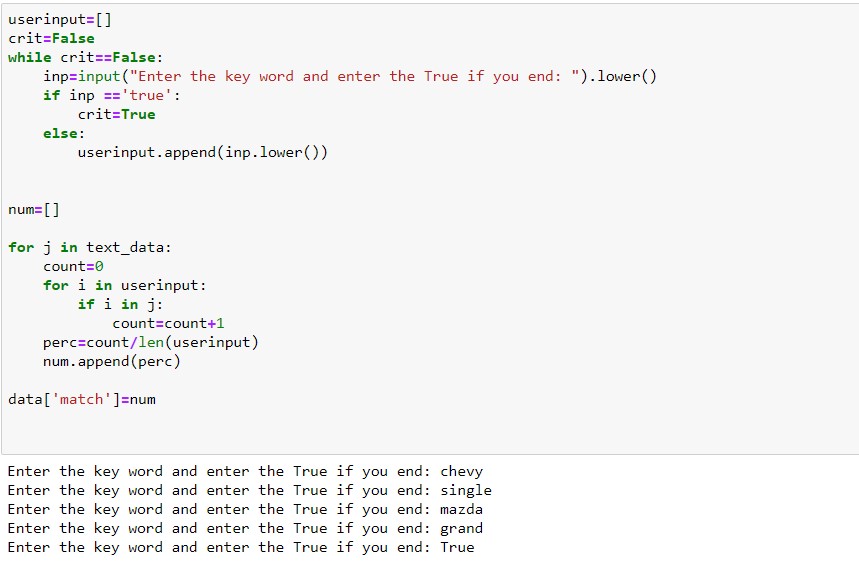 userinput=[]
crit=False
while crit==False:
    inp=input("Enter the key word and enter the True if you end: ").lower()
    if inp =='true':
        crit=True
    else:
        userinput.append(inp.lower())
num=[]
for j in text_data:
    count=0
    for i in userinput:
        if i in j:
            count=count+1
    perc=count/len(userinput)
    num.append(perc)
data['match']=num
Enter the key word and enter the True if you end: chevy
Enter the key word and enter the True if you end: single
Enter the key word and enter the True if you end: mazda
Enter the key word and enter the True if you end: grand
Enter the key word and enter the True if you end: True